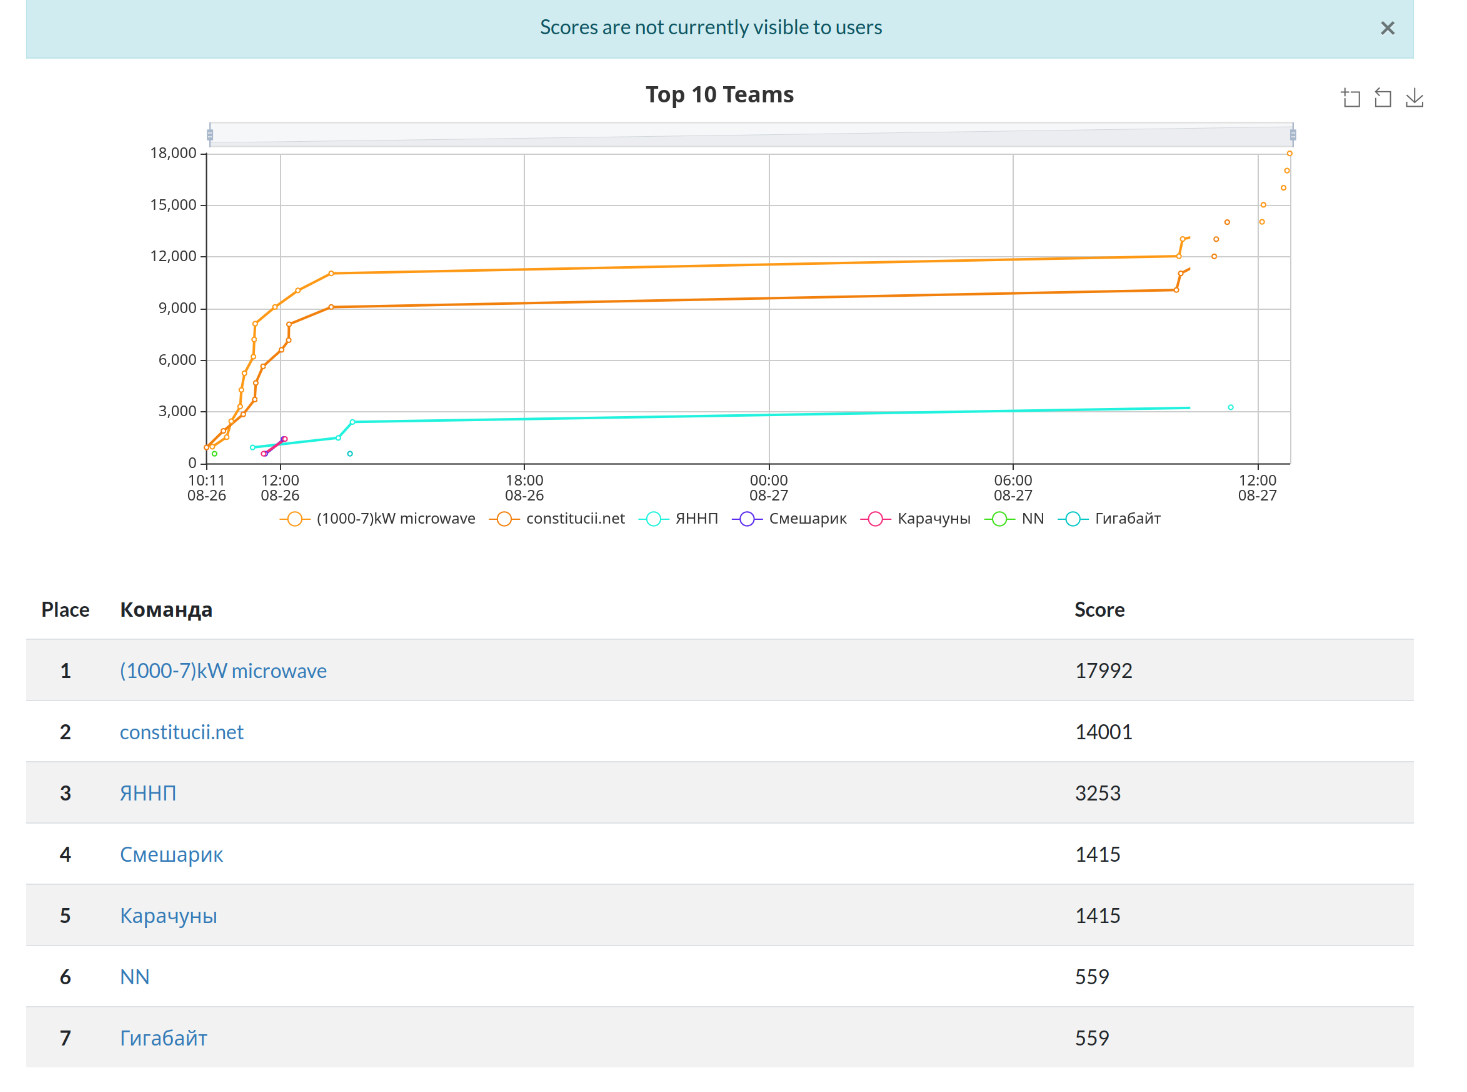 Scores are not currently visible to users ×
Top 10 Teams
18,000
15,000
12,000
9,000
6,000
3,000
0
10:11 12:00 18:00 00:00 06:00 12:00
08-26 08-26 08-26 08-27 08-27 08-27
(1000-7)kW microwave constitucii.net ЯННП Смешарик Карачуны NN Гигабайт
Place Команда Score
1 (1000-7)kW microwave 17992
2 constitucii.net 14001
3 ЯННП 3253
4 Смешарик 1415
5 Карачуны 1415
6 NN 559
7 Гигабайт 559